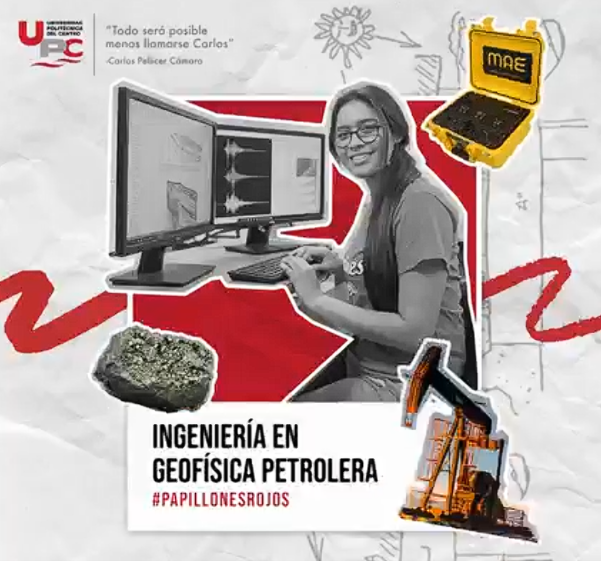 UNIVERSIDAD
POLITÉCNICA
DEL CENTRO
UPC
"Todo será posible
menos llamarse Carlos"
-Carlos Pellicer Cámara
MAE
INGENIERÍA EN
GEOFÍSICA PETROLERA
#PAPILLONESROJOS